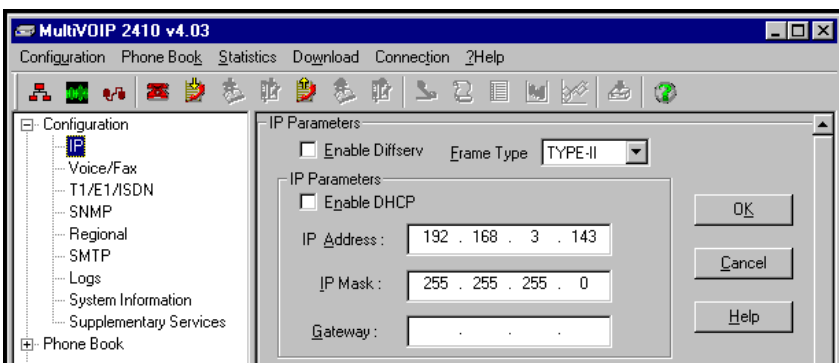 MultiVOIP 2410 v4.03
Configuration Phone Book Statistics Download Connection ?Help
Configuration
IP
Voice/Fax
T1/E1/ISDN
SNMP
Regional
SMTP
Logs
System Information
Supplementary Services
Phone Book
IP Parameters
Enable Diffserv Frame Type TYPE-II
IP Parameters
Enable DHCP
IP Address : 192 . 168 . 3 . 143
IP Mask : 255 . 255 . 255 . 0
Gateway : . . .
OK
Cancel
Help